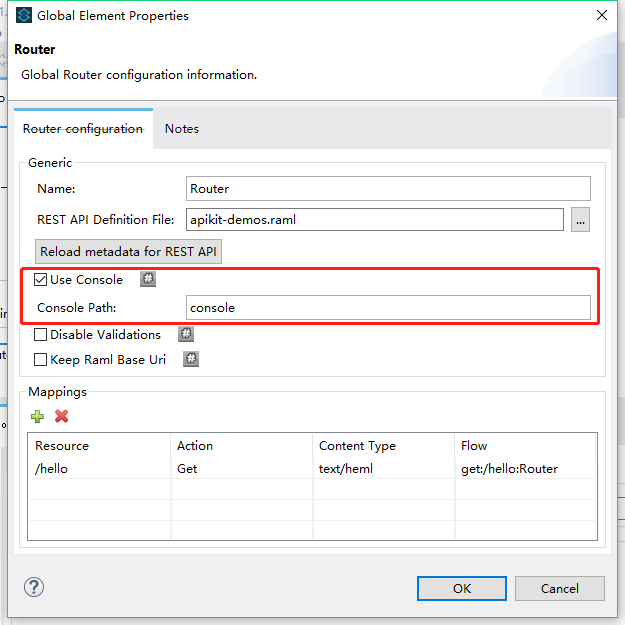 Global Element Properties
Router
Global Router configuration information.
Router configuration Notes
Generic
Name: Router
REST API Definition File: apikit-demos.raml ...
Reload metadata for REST API
Use Console
Console Path: console
Disable Validations
Keep Raml Base Uri
Mappings
Resource Action Content Type Flow
/hello Get text/heml get:/hello:Router
OK Cancel